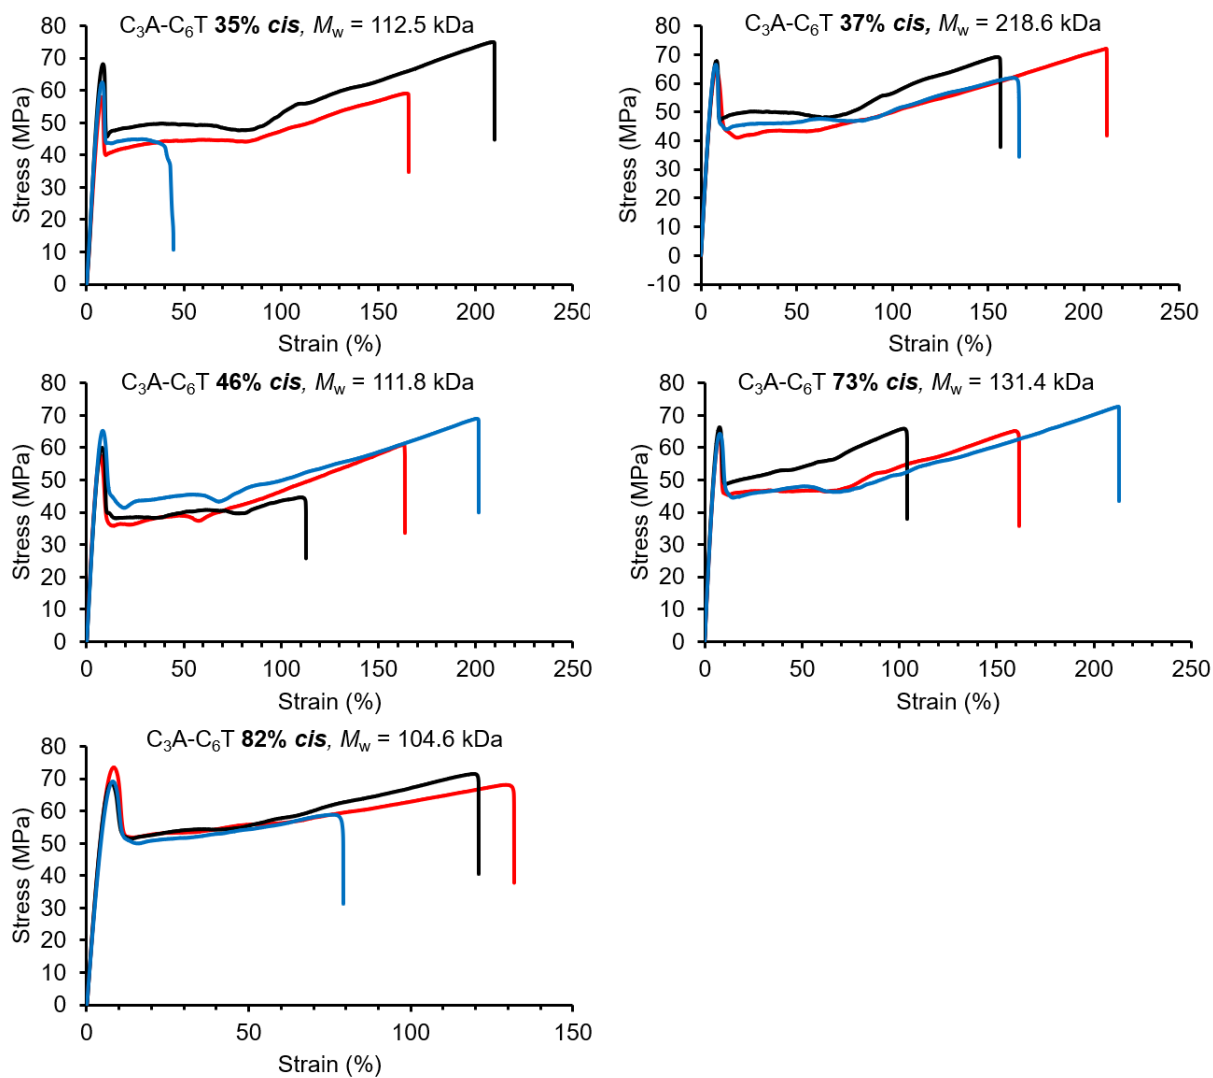 C₃A-C₆T 35% cis, Mw = 112.5 kDa
80
70
60
50
40
30
20
10
0
Stress (MPa)
0 50 100 150 200 250
Strain (%)
C₃A-C₆T 37% cis, Mw = 218.6 kDa
80
70
60
50
40
30
20
10
0
-10
Stress (MPa)
0 50 100 150 200 250
Strain (%)
C₃A-C₆T 46% cis, Mw = 111.8 kDa
80
70
60
50
40
30
20
10
0
Stress (MPa)
0 50 100 150 200 250
Strain (%)
C₃A-C₆T 73% cis, Mw = 131.4 kDa
80
70
60
50
40
30
20
10
0
Stress (MPa)
0 50 100 150 200 250
Strain (%)
C₃A-C₆T 82% cis, Mw = 104.6 kDa
80
70
60
50
40
30
20
10
0
Stress (MPa)
0 50 100 150
Strain (%)